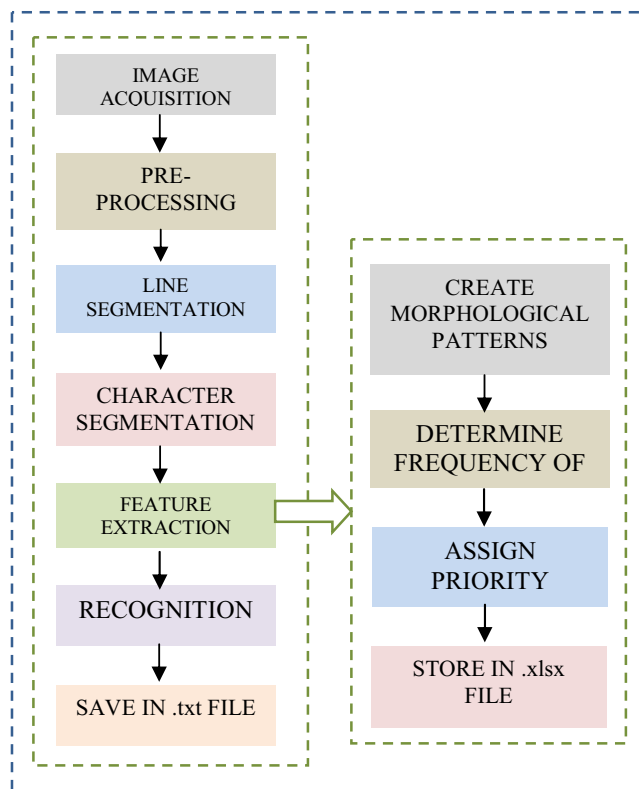 IMAGE
ACQUISITION
PRE-
PROCESSING
LINE
SEGMENTATION
CHARACTER
SEGMENTATION
FEATURE
EXTRACTION
RECOGNITION
SAVE IN .txt FILE
CREATE
MORPHOLOGICAL
PATTERNS
DETERMINE
FREQUENCY OF
ASSIGN
PRIORITY
STORE IN .xlsx
FILE